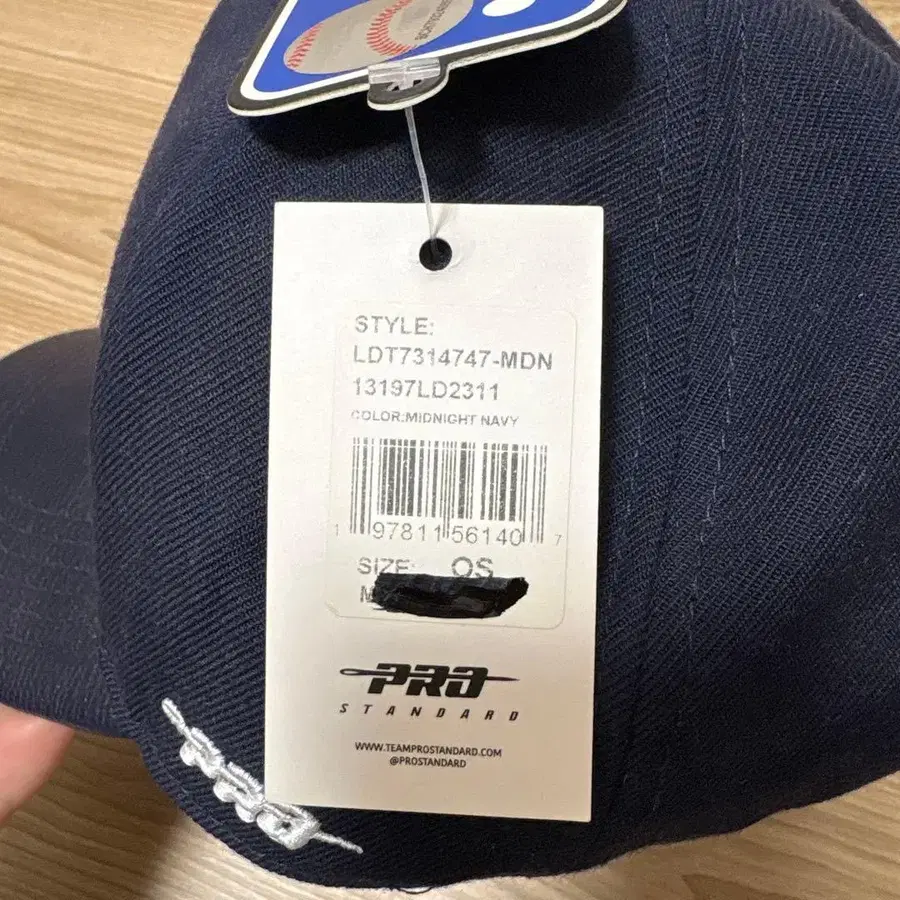 STYLE:
LDT7314747-MDN
13197LD2311
COLOR:MIDNIGHT NAVY
1 97811 56140 7
SIZE: OS
PRO
STANDARD
WWW.TEAMPROSTANDARD.COM
@PROSTANDARD
PRO